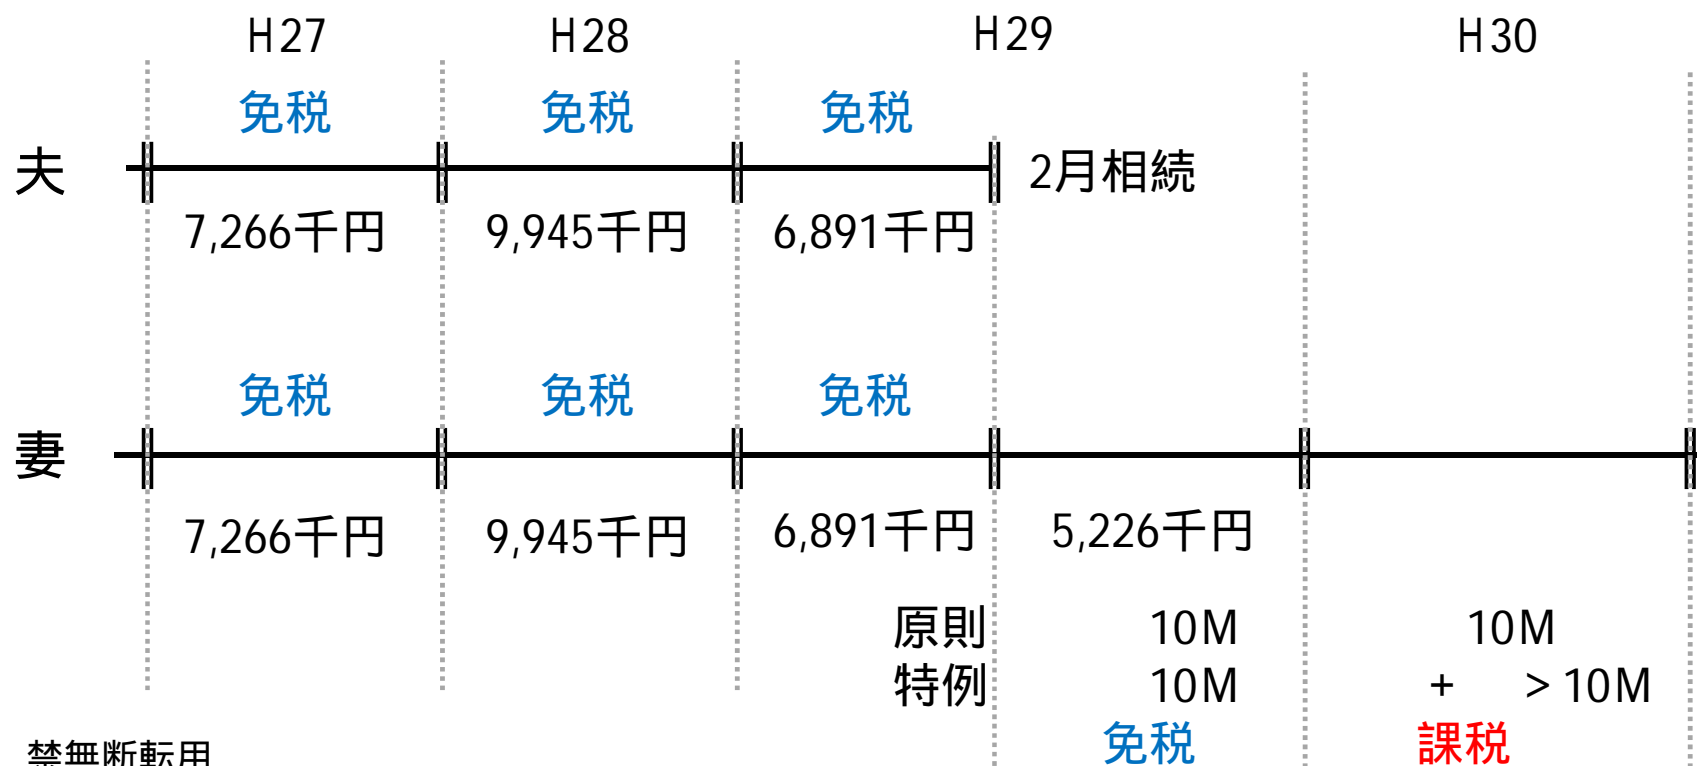 H27 H28 H29 H30
免税 免税 免税
夫 2月相続
7,266千円 9,945千円 6,891千円
免税 免税 免税
妻
7,266千円 9,945千円 6,891千円 5,226千円
原則 10M 10M
特例 10M + > 10M
免税 課税
禁無断転用